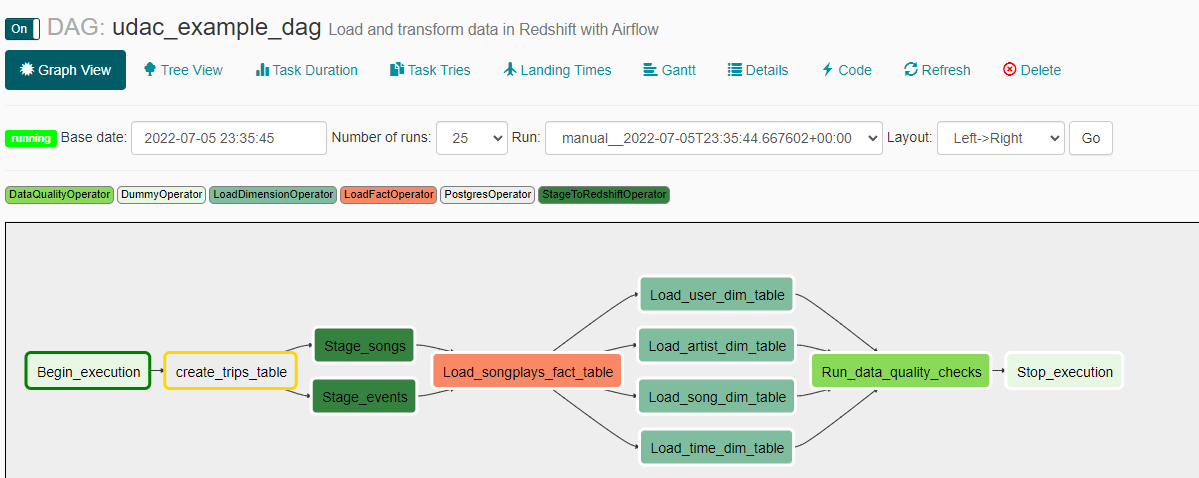 On DAG: udac_example_dag Load and transform data in Redshift with Airflow
Graph View Tree View Task Duration Task Tries Landing Times Gantt Details Code Refresh Delete
running Base date: 2022-07-05 23:35:45 Number of runs: 25 Run: manual__2022-07-05T23:35:44.667602+00:00 Layout: Left->Right Go
DataQualityOperator DummyOperator LoadDimensionOperator LoadFactOperator PostgresOperator StageToRedshiftOperator
Load_user_dim_table
Stage_songs Load_artist_dim_table
Begin_execution create_trips_table Load_songplays_fact_table Run_data_quality_checks Stop_execution
Stage_events Load_song_dim_table
Load_time_dim_table